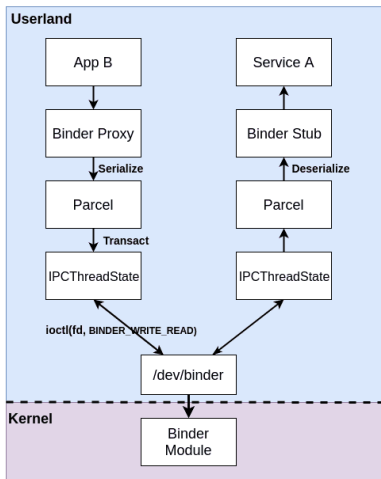 Userland
App B
Service A
Binder Proxy
Binder Stub
Serialize
Deserialize
Parcel
Parcel
Transact
IPCThreadState
IPCThreadState
ioctl(fd, BINDER_WRITE_READ)
/dev/binder
Kernel
Binder
Module